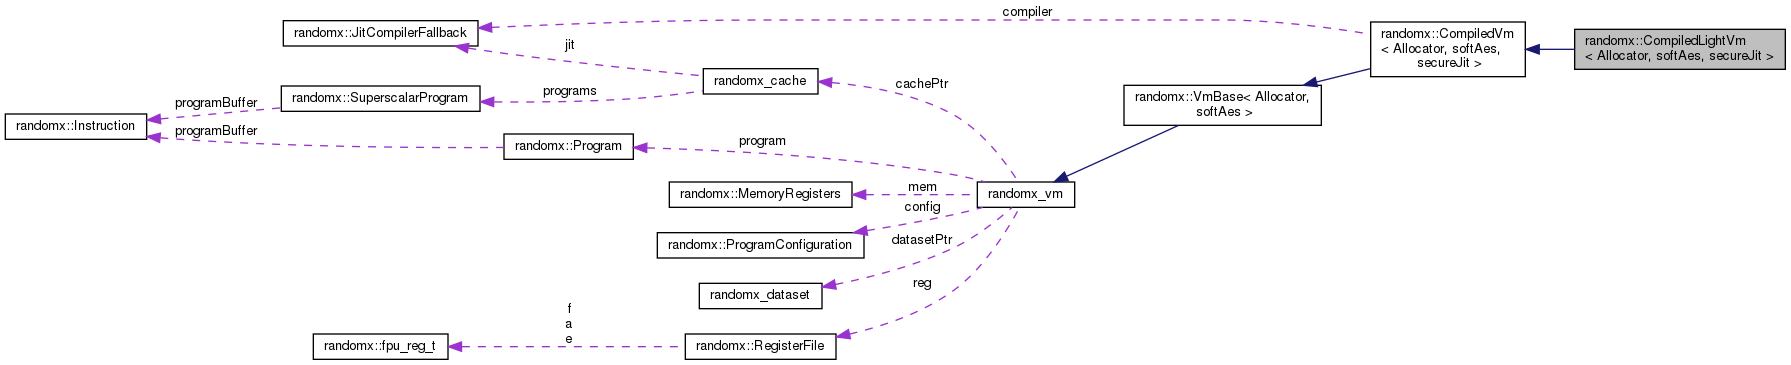 compiler
randomx::JitCompilerFallback
randomx::CompiledVm
< Allocator, softAes,
secureJit >
randomx::CompiledLightVm
< Allocator, softAes, secureJit >
jit
randomx_cache
cachePtr
programs
randomx::SuperscalarProgram
programBuffer
randomx::VmBase< Allocator,
softAes >
randomx::Instruction
programBuffer
randomx::Program
program
randomx::MemoryRegisters
mem
randomx_vm
config
randomx::ProgramConfiguration
datasetPtr
randomx_dataset
reg
f
a
e
randomx::fpu_reg_t
randomx::RegisterFile